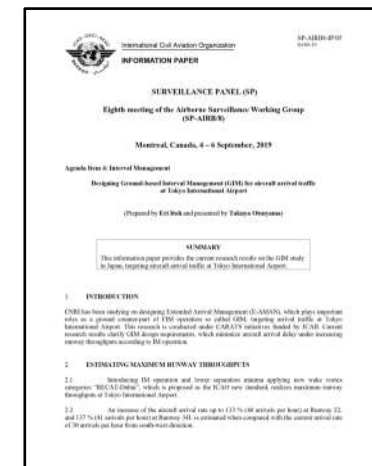 International Civil Aviation Organization
INFORMATION PAPER
SP-AIRB/8-IP/05
SURVEILLANCE PANEL (SP)
Eighth meeting of the Airborne Surveillance Working Group
(SP-AIRB/8)
Montreal, Canada, 4 – 6 September, 2019
Agenda Item 8: Interval Management
Designing Ground-based Interval Management (GIM) for aircraft arrival traffic
at Tokyo International Airport
(Prepared by Eri Itoh and presented by Takuya Otsuyama)
SUMMARY
This information paper provides the current research results on the GIM study
in Japan, targeting aircraft arrival traffic at Tokyo International Airport.
1 INTRODUCTION
ENRI has been studying on designing Extended Arrival Management (E-AMAN), which plays important
roles as a ground counter-part of FIM operation so called GIM, targeting arrival traffic at Tokyo
International Airport. This research is conducted under CARATS initiatives funded by JCAB. Current
research results clarify GIM design requirements, which minimize aircraft arrival delay under increasing
runway throughputs according to IM operation.
2 ESTIMATING MAXIMUM RUNWAY THROUGHPUTS
2.1 Introducing IM operation and lower separation minima applying new wake vortex
categories "RECAT-Debut", which is proposed as the ICAO new standard, realizes maximum runway
throughputs at Tokyo International Airport.
2.2 An increase of the aircraft arrival rate up to 133 % (40 arrivals per hour) at Runway 22,
and 137 % (41 arrivals per hour) at Runway 34L is estimated when compared with the current arrival rate
of 30 arrivals per hour from south-west direction.